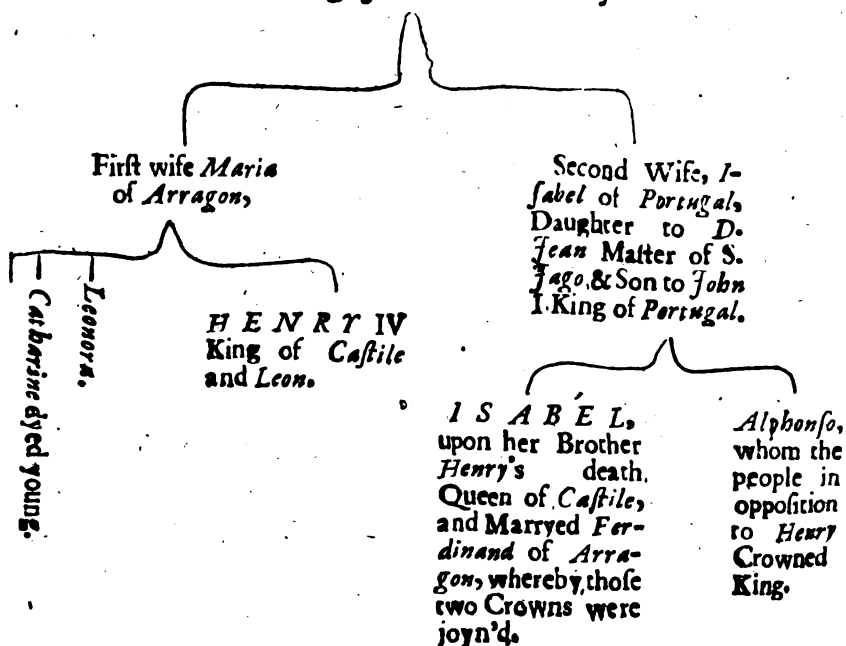 First wife Maria
of Arragon,
Second Wife, I-
ſabel of Portugal,
Daughter to D.
Jean Maſter of S.
Jago, & Son to John
I. King of Portugal.
Leonora.
Catharine dyed young.
HENRY IV
King of Caſtile
and Leon.
ISABEL,
upon her Brother
Henry's death,
Queen of Caſtile,
and Marryed Fer-
dinand of Arra-
gon, whereby, thoſe
two Crowns were
joyn'd.
Alphonſo,
whom the
people in
oppoſition
to Henry
Crowned
King.